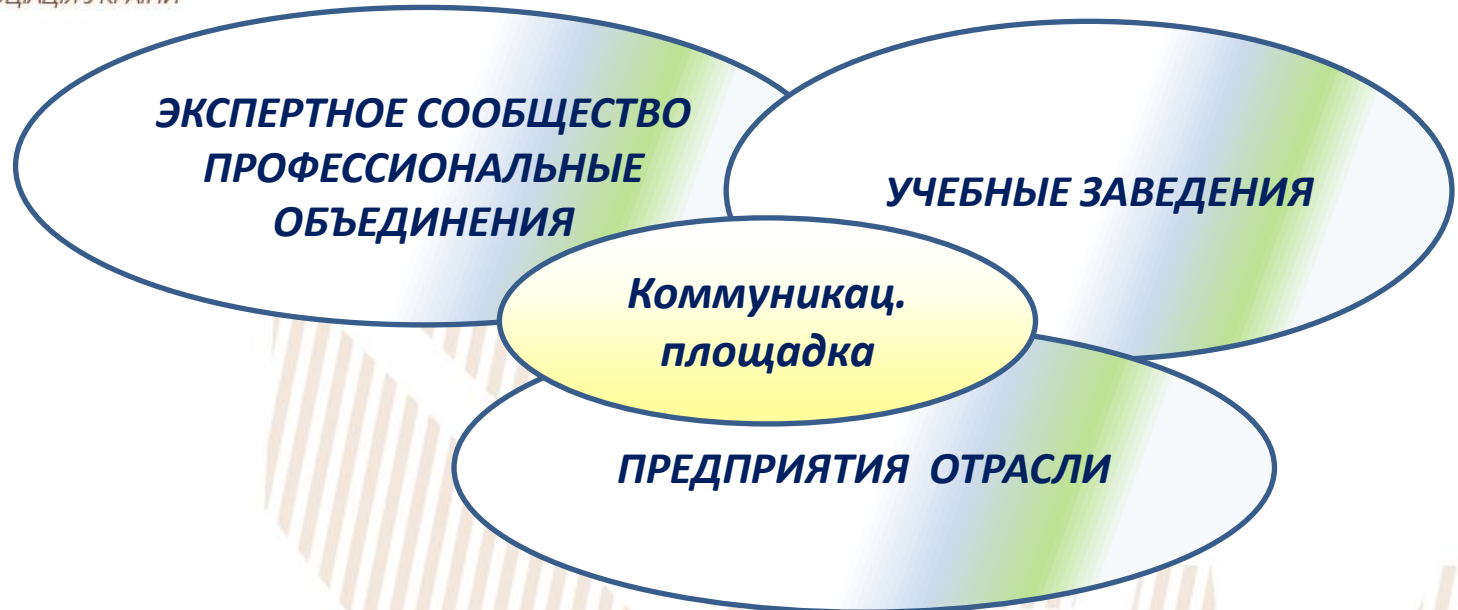 ЭКСПЕРТНОЕ СООБЩЕСТВО
ПРОФЕССИОНАЛЬНЫЕ
ОБЪЕДИНЕНИЯ
УЧЕБНЫЕ ЗАВЕДЕНИЯ
Коммуникац.
площадка
ПРЕДПРИЯТИЯ ОТРАСЛИ